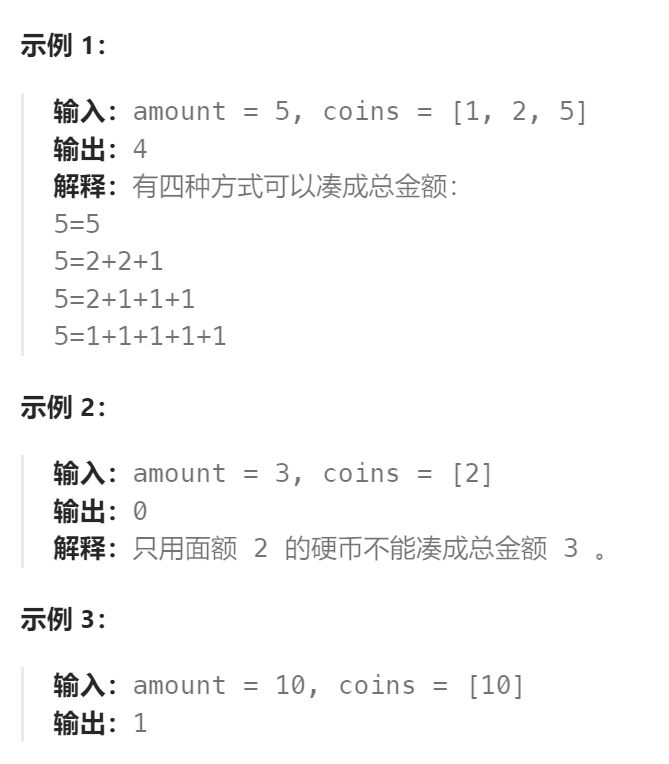 示例 1：
输入：amount = 5, coins = [1, 2, 5]
输出：4
解释：有四种方式可以凑成总金额：
5=5
5=2+2+1
5=2+1+1+1
5=1+1+1+1+1
示例 2：
输入：amount = 3, coins = [2]
输出：0
解释：只用面额 2 的硬币不能凑成总金额 3 。
示例 3：
输入：amount = 10, coins = [10]
输出：1